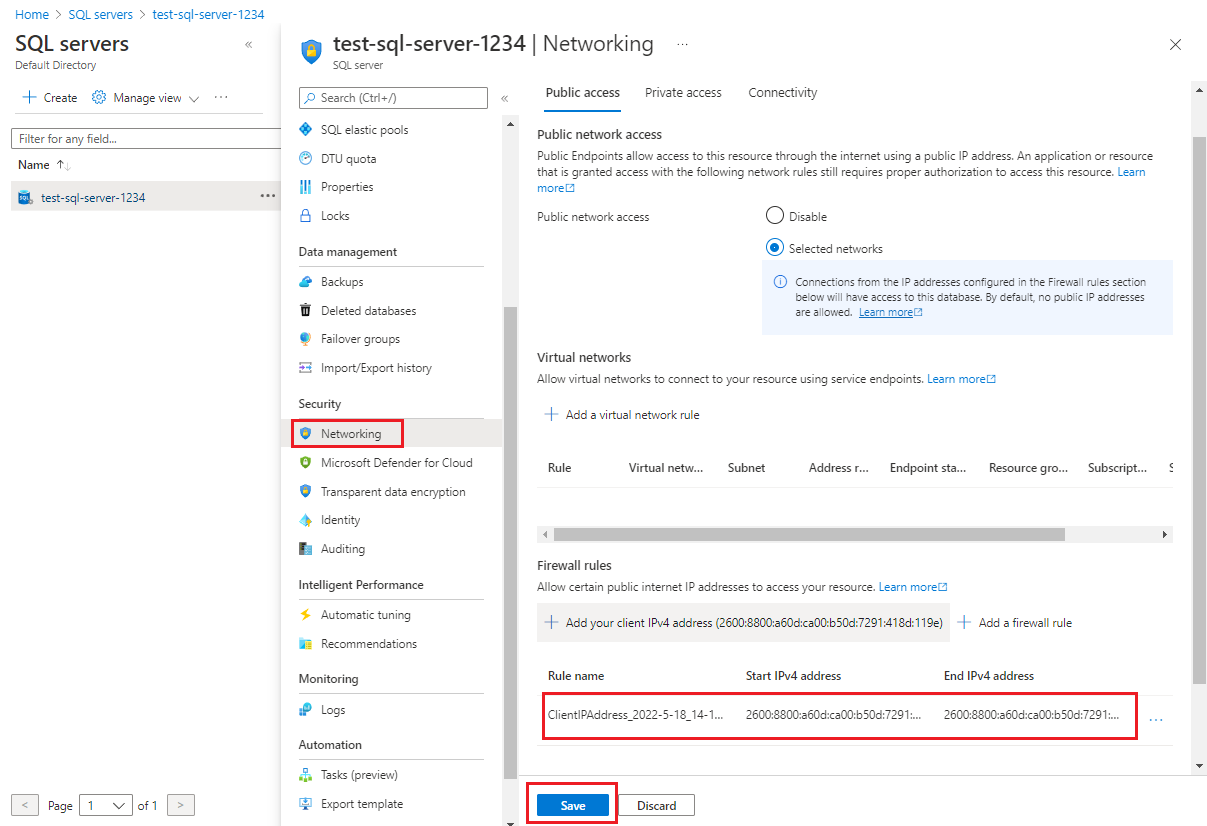 Home > SQL servers > test-sql-server-1234
SQL servers
Default Directory
Create
Manage view
Filter for any field...
Name
test-sql-server-1234
Page
1
of 1
test-sql-server-1234 | Networking
SQL server
Search (Ctrl+/)
SQL elastic pools
DTU quota
Properties
Locks
Data management
Backups
Deleted databases
Failover groups
Import/Export history
Security
Networking
Microsoft Defender for Cloud
Transparent data encryption
Identity
Auditing
Intelligent Performance
Automatic tuning
Recommendations
Monitoring
Logs
Automation
Tasks (preview)
Export template
Public access Private access Connectivity
Public network access
Public Endpoints allow access to this resource through the internet using a public IP address. An application or resource
that is granted access with the following network rules still requires proper authorization to access this resource. Learn
more
Public network access
Disable
Selected networks
Connections from the IP addresses configured in the Firewall rules section
below will have access to this database. By default, no public IP addresses
are allowed. Learn more
Virtual networks
Allow virtual networks to connect to your resource using service endpoints. Learn more
Add a virtual network rule
Rule Virtual netw... Subnet Address r... Endpoint sta... Resource gro... Subscript...
Firewall rules
Allow certain public internet IP addresses to access your resource. Learn more
Add your client IPv4 address (2600:8800:a60d:ca00:b50d:7291:418d:119e) Add a firewall rule
Rule name Start IPv4 address End IPv4 address
ClientIPAddress_2022-5-18_14-1... 2600:8800:a60d:ca00:b50d:7291:... 2600:8800:a60d:ca00:b50d:7291:...
Save Discard